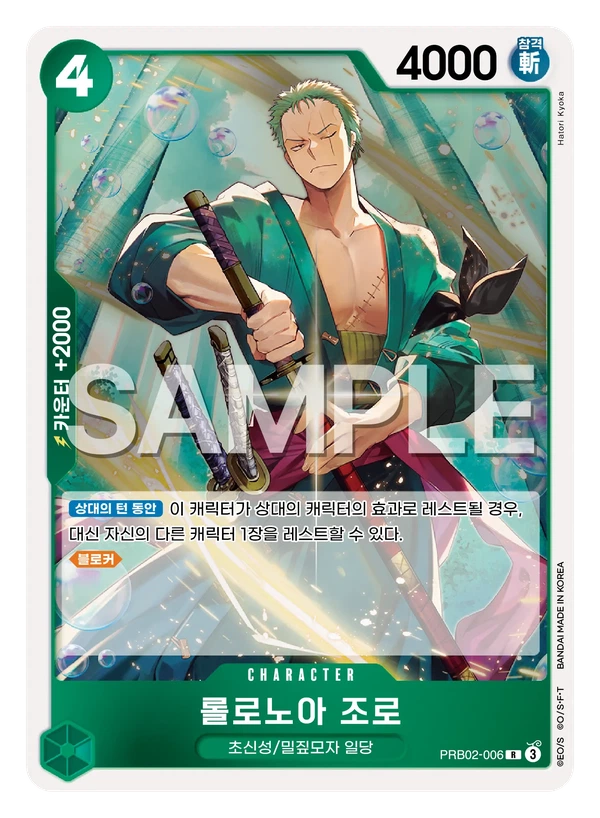 4
4000
참격
斬
Hatori Kyoka
카운터 +2000
SAMPLE
상대의 턴 동안 이 캐릭터가 상대의 캐릭터의 효과로 레스트될 경우,
대신 자신의 다른 캐릭터 1장을 레스트할 수 있다.
블로커
CHARACTER
롤로노아 조로
초신성/밀짚모자 일당
PRB02-006 R 3
©EO/S ©O/S·F·T BANDAI MADE IN KOREA